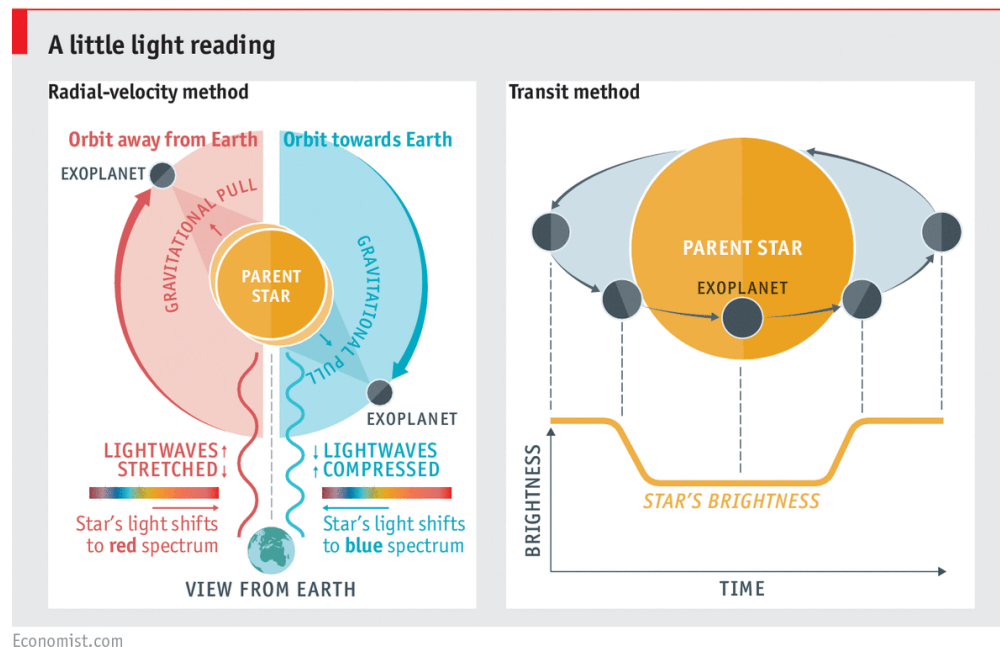 A little light reading
Radial-velocity method
Orbit away from Earth
Orbit towards Earth
EXOPLANET
GRAVITATIONAL PULL
PARENT
STAR
GRAVITATIONAL PULL
EXOPLANET
LIGHTWAVES
STRETCHED
LIGHTWAVES
COMPRESSED
Star's light shifts
to red spectrum
Star's light shifts
to blue spectrum
VIEW FROM EARTH
Transit method
PARENT STAR
EXOPLANET
BRIGHTNESS
STAR'S BRIGHTNESS
TIME
Economist.com